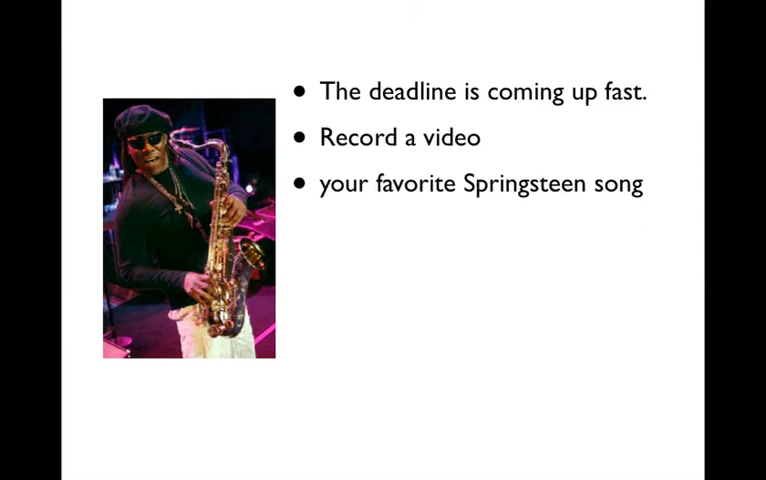 The deadline is coming up fast.
Record a video
your favorite Springsteen song